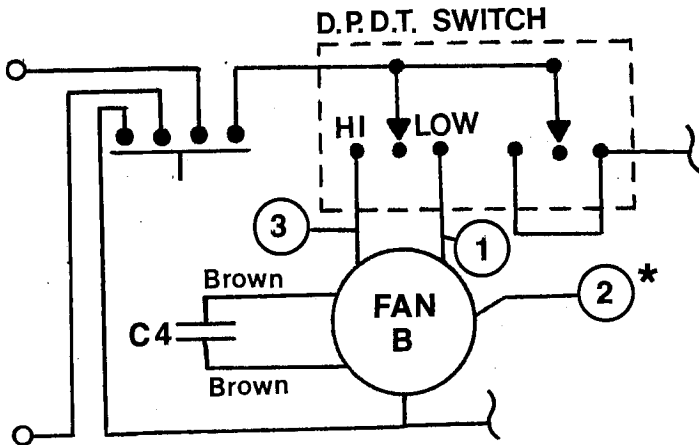 D.P.D.T. SWITCH
HI LOW
3
1
Brown
FAN
B
2 *
C4
Brown